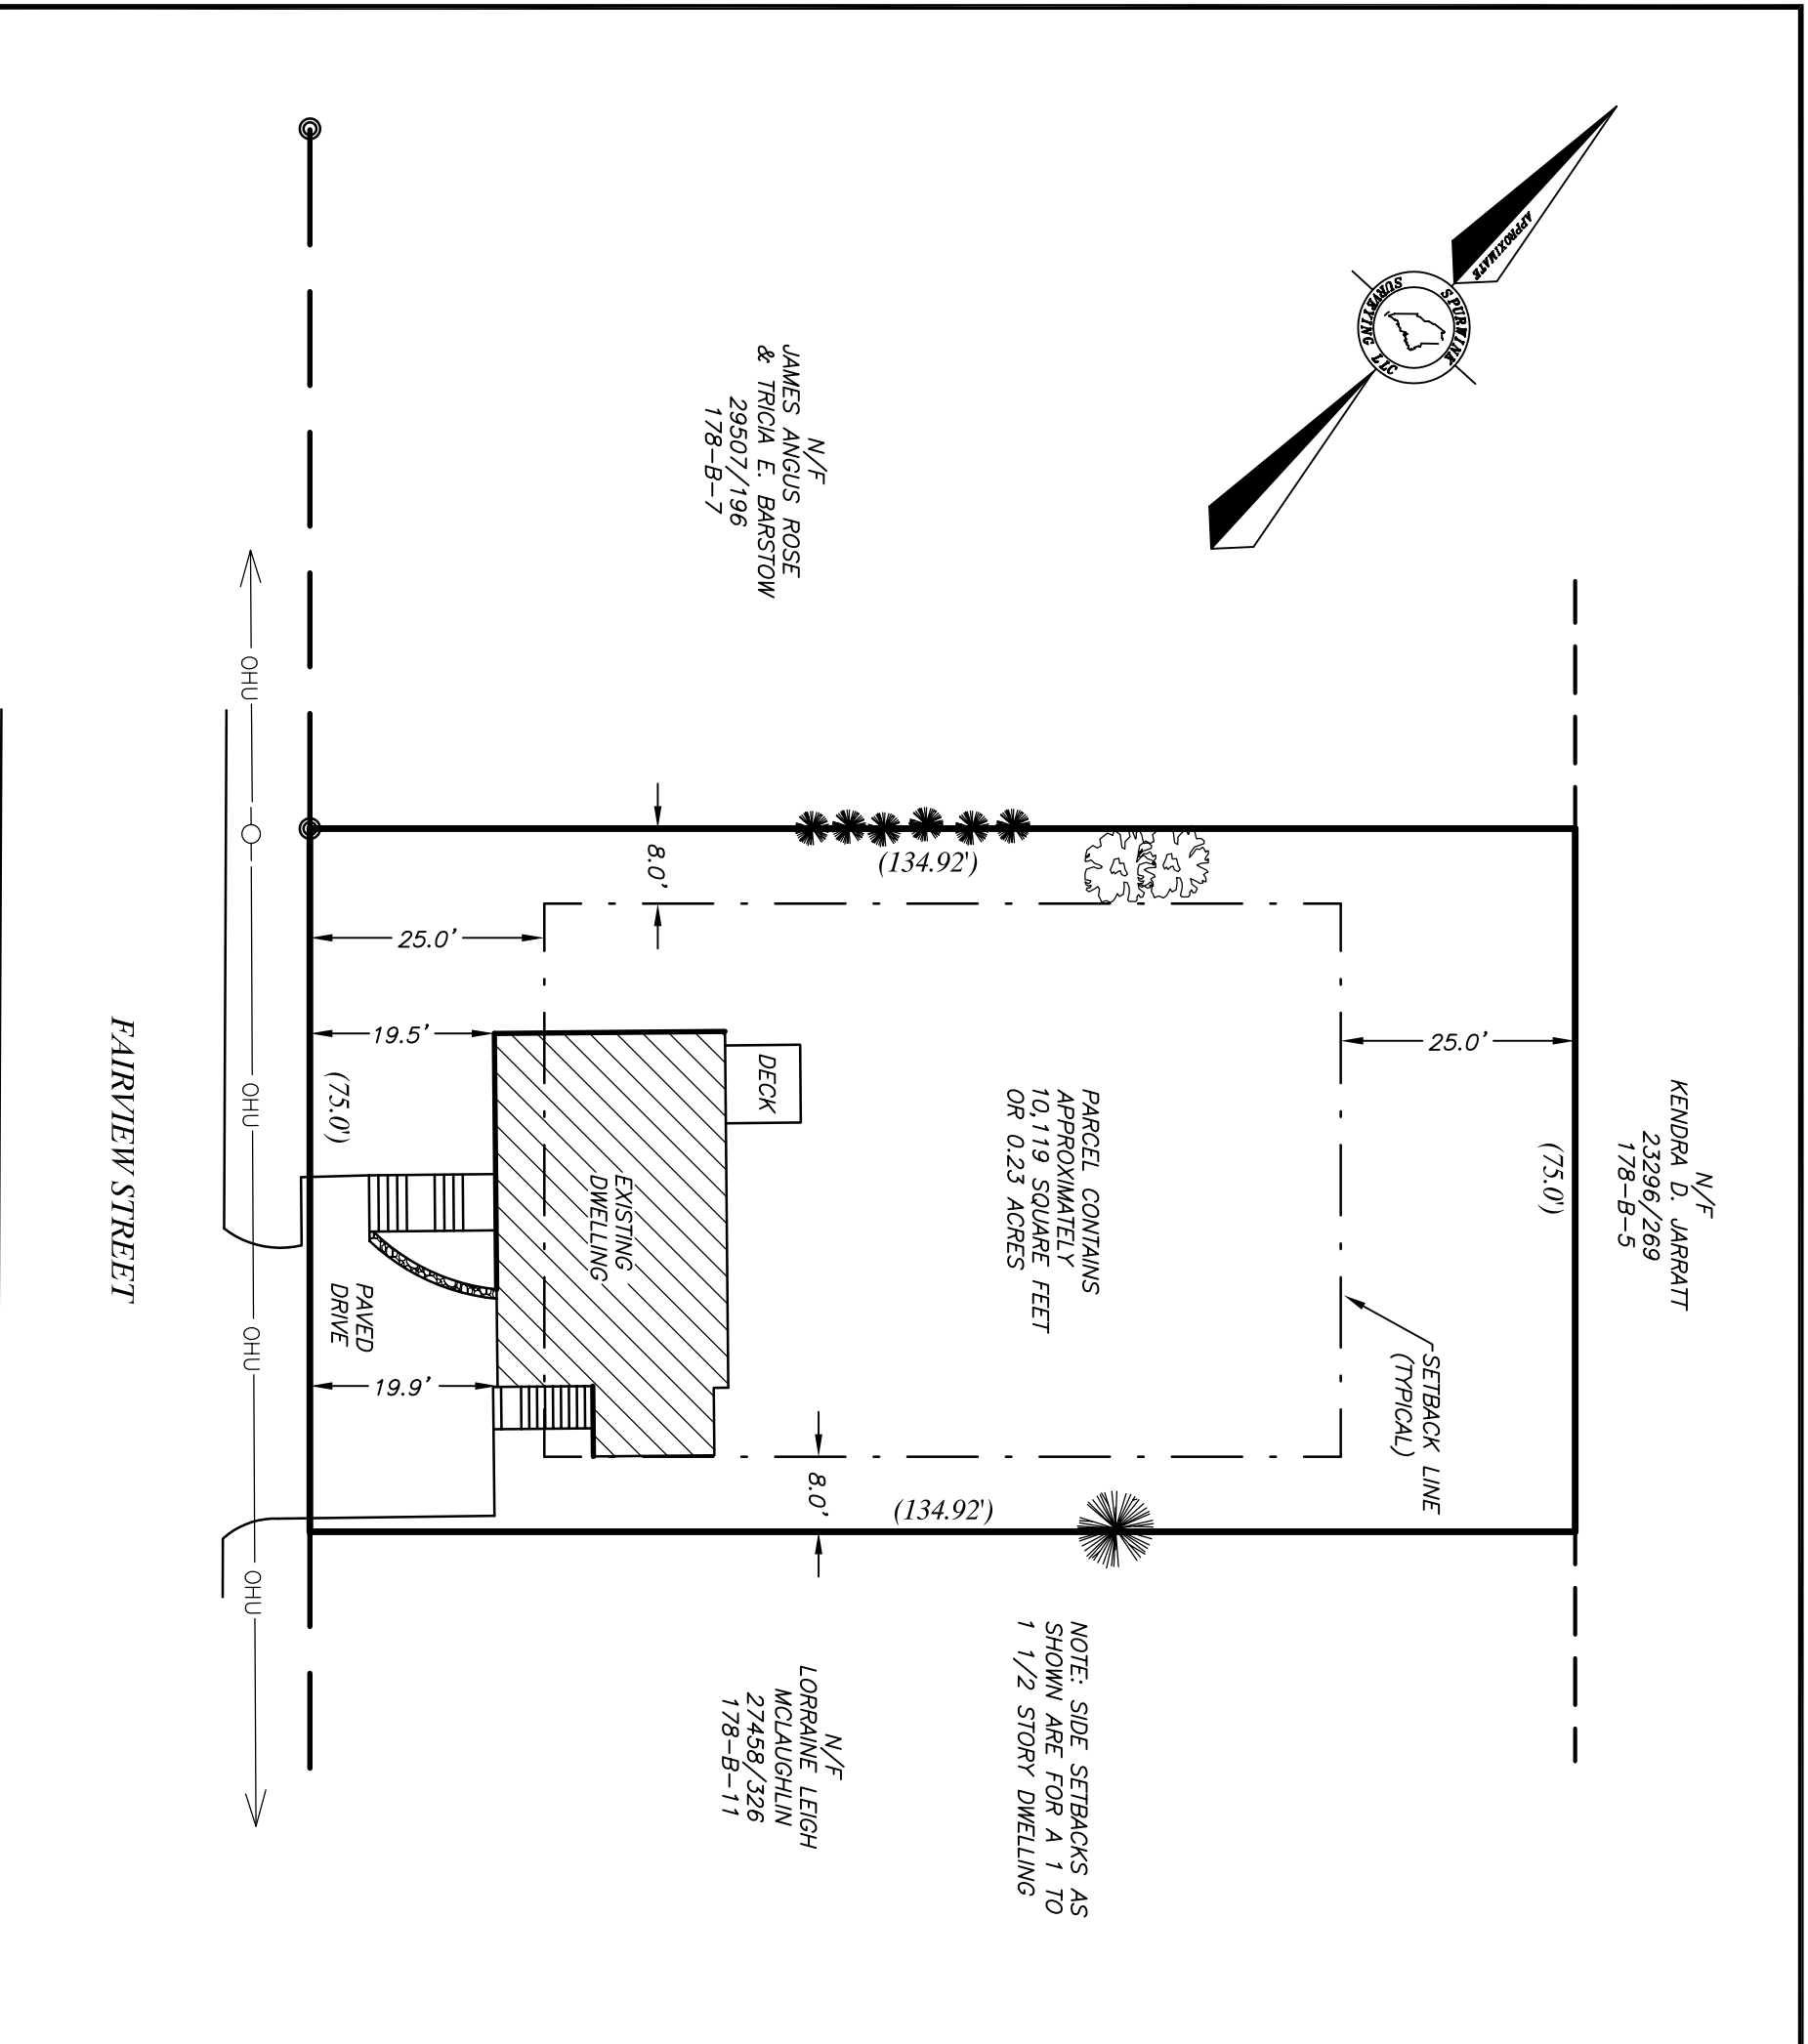 N/F
KENDRA D. JARRATT
23296/269
178-B-5
(75.0')
SPURWINK
SURVEYING LLC
APPROXIMATE
25.0'
SETBACK LINE
(TYPICAL)
N/F
JAMES ANGUS ROSE
& TRICIA E. BARSTOW
29507/196
178-B-7
(134.92')
8.0'
PARCEL CONTAINS
APPROXIMATELY
10,119 SQUARE FEET
OR 0.23 ACRES
(134.92')
8.0'
NOTE: SIDE SETBACKS AS
SHOWN ARE FOR A 1 TO
1 1/2 STORY DWELLING
N/F
LORRAINE LEIGH
MCLAUGHLIN
27458/326
178-B-11
DECK
EXISTING
DWELLING
25.0'
19.5'
19.9'
(75.0')
PAVED
DRIVE
OHU
OHU
OHU
OHU
FAIRVIEW STREET